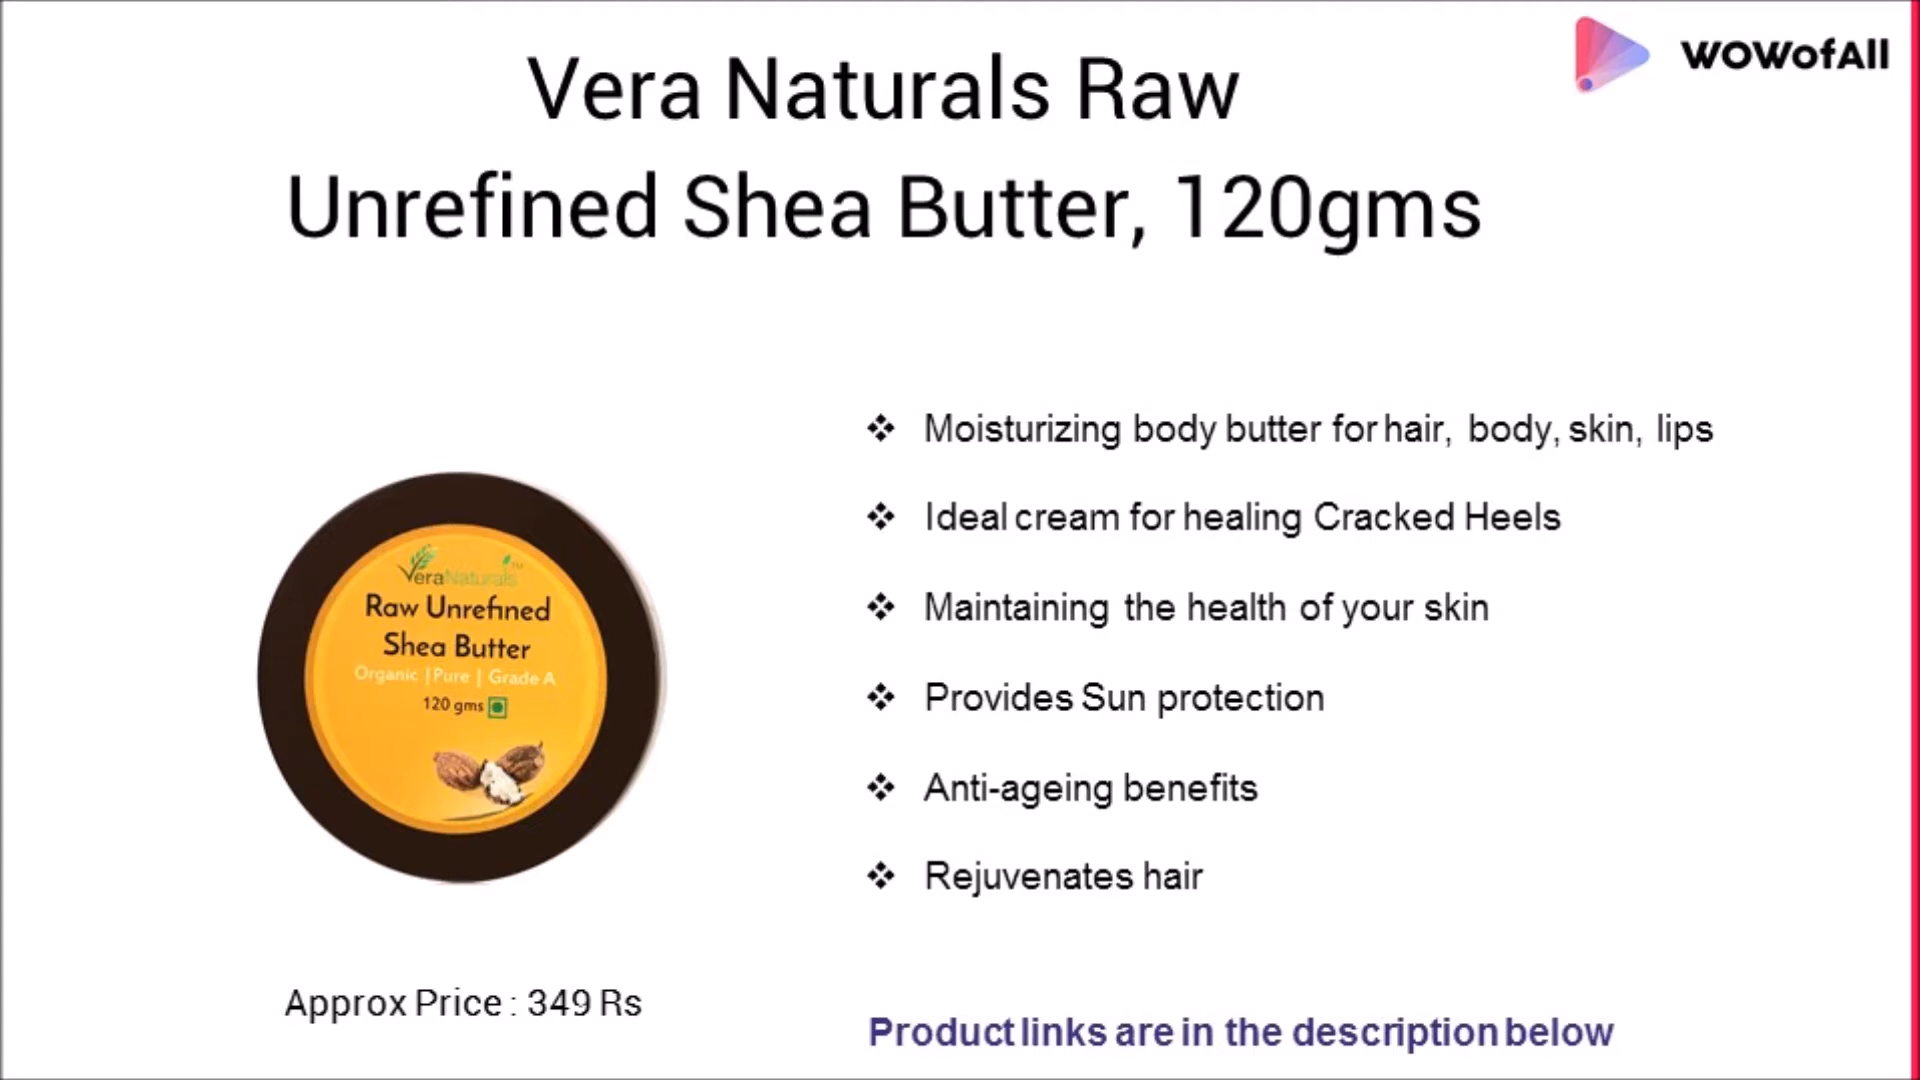 WOWofAll
Vera Naturals Raw
Unrefined Shea Butter, 120gms
VeraNaturals™
Raw Unrefined
Shea Butter
Organic | Pure | Grade A
120 gms
Approx Price : 349 Rs
❖ Moisturizing body butter for hair, body, skin, lips
❖ Ideal cream for healing Cracked Heels
❖ Maintaining the health of your skin
❖ Provides Sun protection
❖ Anti-ageing benefits
❖ Rejuvenates hair
Product links are in the description below